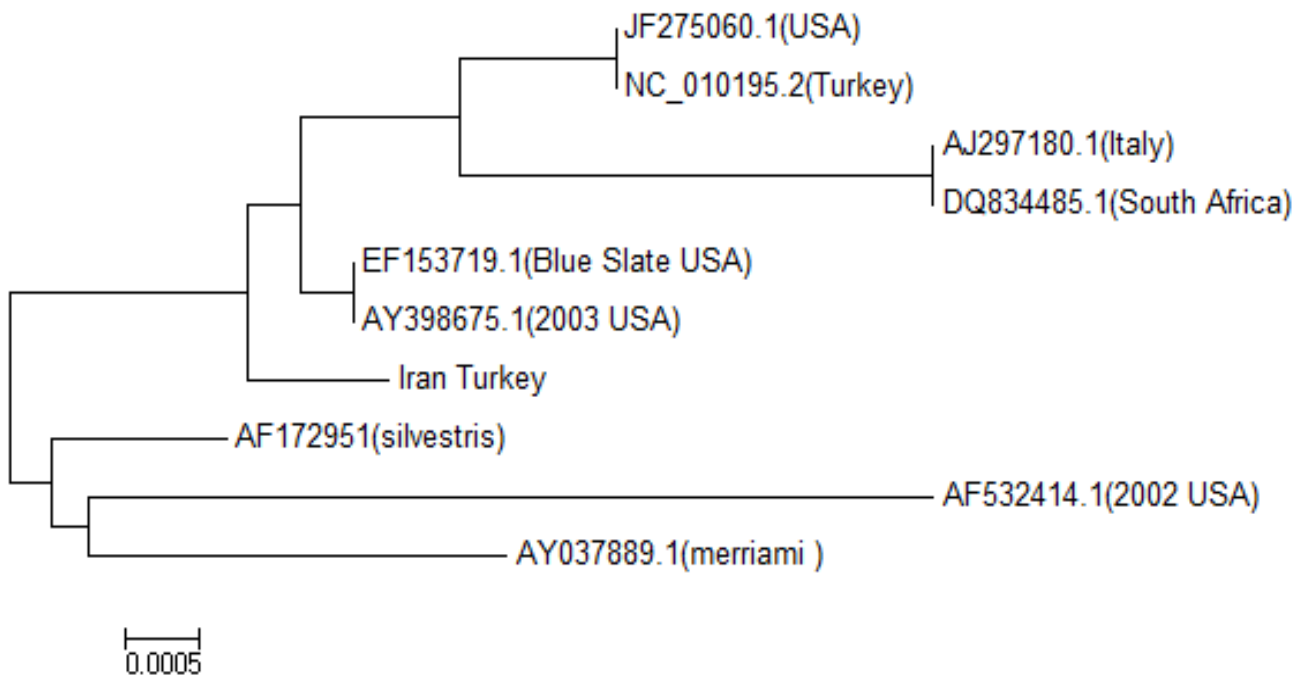 JF275060.1(USA)
NC_010195.2(Turkey)
AJ297180.1(Italy)
DQ834485.1(South Africa)
EF153719.1(Blue Slate USA)
AY398675.1(2003 USA)
Iran Turkey
AF172951(silvestris)
AF532414.1(2002 USA)
AY037889.1(merriami )
0.0005